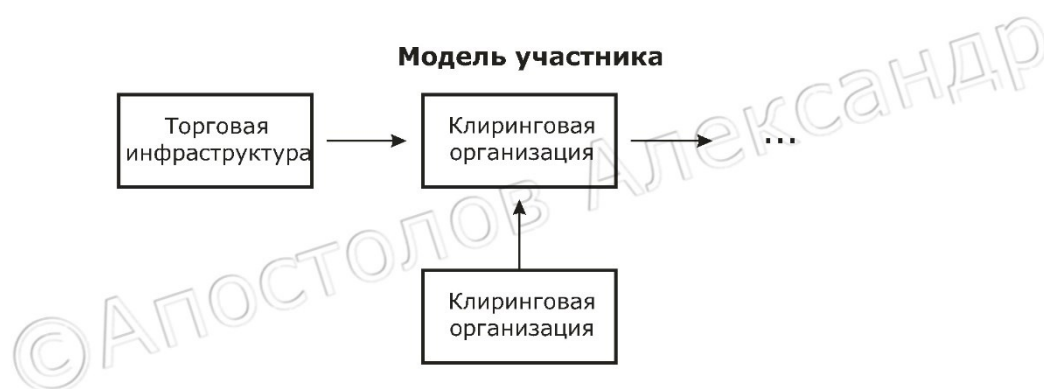 Модель участника
Торговая
инфраструктура
Клиринговая
организация
...
Клиринговая
организация
©Апостолов Александр